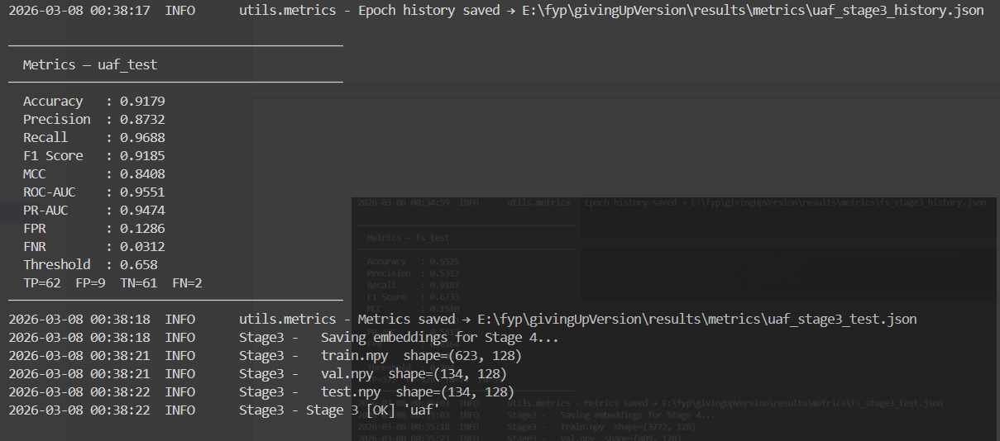 2026-03-08 00:38:17  INFO      utils.metrics - Epoch history saved → E:\fyp\givingUpVersion\results\metrics\uaf_stage3_history.json
Metrics — uaf_test
Accuracy   : 0.9179
Precision  : 0.8732
Recall     : 0.9688
F1 Score   : 0.9185
MCC        : 0.8408
ROC-AUC    : 0.9551
PR-AUC     : 0.9474
FPR        : 0.1286
FNR        : 0.0312
Threshold  : 0.658
TP=62  FP=9  TN=61  FN=2
2026-03-08 00:38:18  INFO      utils.metrics - Metrics saved → E:\fyp\givingUpVersion\results\metrics\uaf_stage3_test.json
2026-03-08 00:38:18  INFO      Stage3 -   Saving embeddings for Stage 4...
2026-03-08 00:38:21  INFO      Stage3 -   train.npy  shape=(623, 128)
2026-03-08 00:38:21  INFO      Stage3 -   val.npy  shape=(134, 128)
2026-03-08 00:38:22  INFO      Stage3 -   test.npy  shape=(134, 128)
2026-03-08 00:38:22  INFO      Stage3 - Stage 3 [OK] 'uaf'
2026-03-08 00:34:59  INFO      utils.metrics - Epoch history saved → E:\fyp\givingUpVersion\results\metrics\fs_stage3_history.json
Metrics — fs_test
Accuracy   : 0.5525
Precision  : 0.5313
Recall     : 0.9187
F1 Score   : 0.6733
MCC        : 0.1510
utils.metrics - Metrics saved → E:\fyp\givingUpVersion\results\metrics\fs_stage3_test.json
Stage3 -   Saving embeddings for Stage 4...
2026-03-08 00:35:18  INFO      Stage3 -   train.npy  shape=(3772, 128)
2026-03-08 00:35:23  INFO      Stage3 -   val.npy  shape=(809, 128)